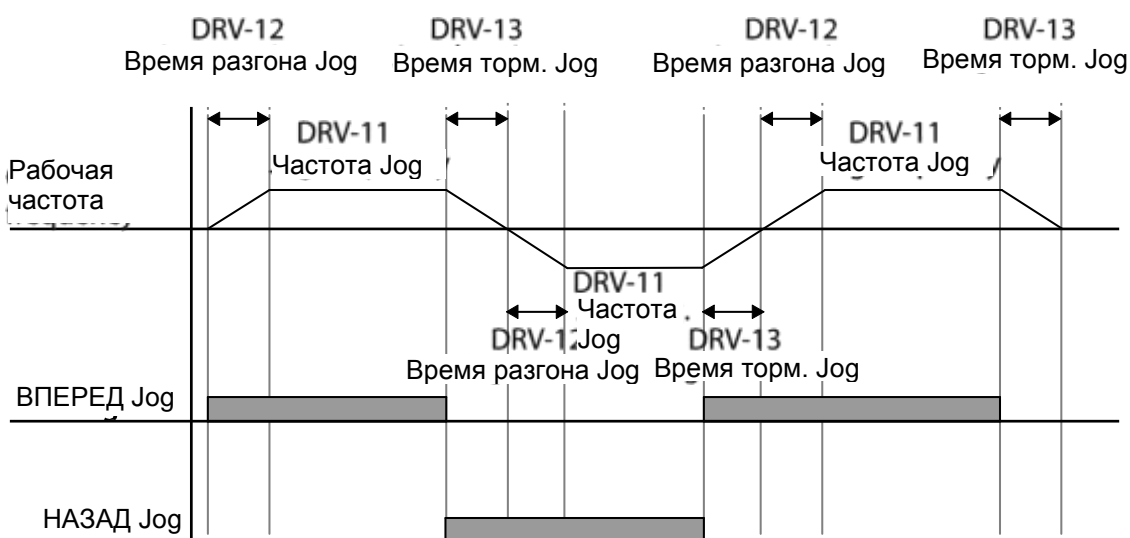 DRV-12 DRV-13 DRV-12 DRV-13
Время разгона Jog Время торм. Jog Время разгона Jog Время торм. Jog
DRV-11 DRV-11
Частота Jog Частота Jog
Рабочая
частота
DRV-11
Частота
Jog
DRV-12 DRV-13
Время разгона Jog Время торм. Jog
ВПЕРЕД Jog
НАЗАД Jog